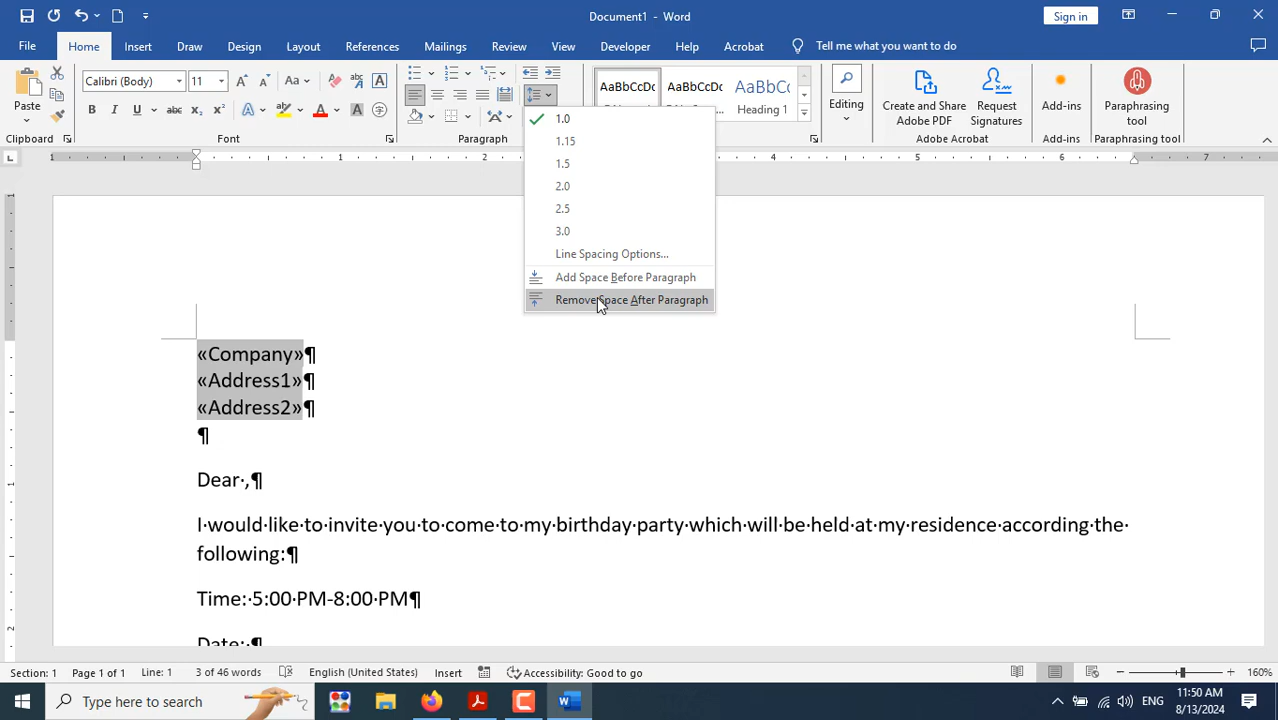 Document1 - Word
Sign in
File Home Insert Draw Design Layout References Mailings Review View Developer Help Acrobat Tell me what you want to do
Paste
Clipboard
Calibri (Body) 11
Font
Paragraph
AaBbCcDc AaBbCcDc AaBbCc
Heading 1
Editing
Create and Share Adobe PDF
Request Signatures
Adobe Acrobat
Add-ins
Add-ins
Paraphrasing tool
Paraphrasing tool
1.0
1.15
1.5
2.0
2.5
3.0
Line Spacing Options...
Add Space Before Paragraph
Remove Space After Paragraph
1 1 2 4 5 6 7
«Company»¶
«Address1»¶
«Address2»¶
¶
Dear·,¶
I·would·like·to·invite·you·to·come·to·my·birthday·party·which·will·be·held·at·my·residence·according·the·
following:¶
Time:·5:00·PM-8:00·PM¶
Date:·¶
Section: 1 Page 1 of 1 Line: 1 3 of 46 words English (United States) Insert Accessibility: Good to go 160%
Type here to search
ENG
11:50 AM
8/13/2024